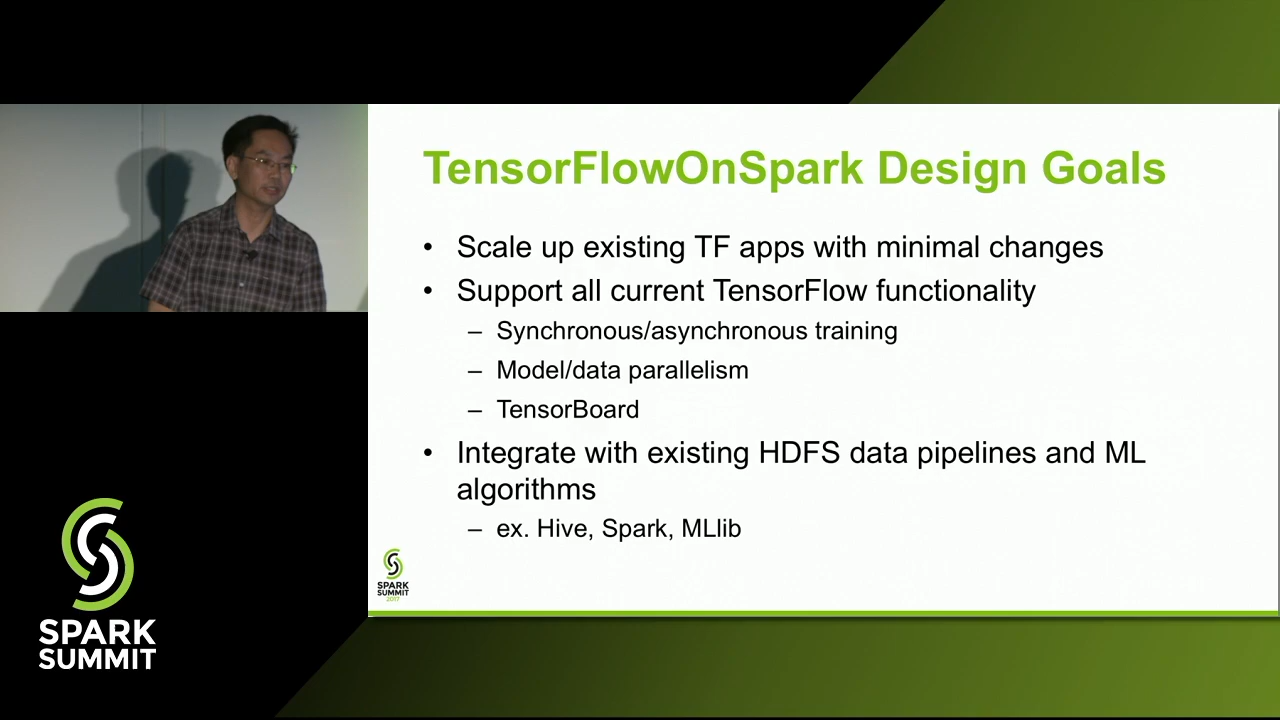 TensorFlowOnSpark Design Goals
• Scale up existing TF apps with minimal changes
• Support all current TensorFlow functionality
– Synchronous/asynchronous training
– Model/data parallelism
– TensorBoard
• Integrate with existing HDFS data pipelines and ML
algorithms
– ex. Hive, Spark, MLlib
SPARK
SUMMIT
2017
SPARK
SUMMIT